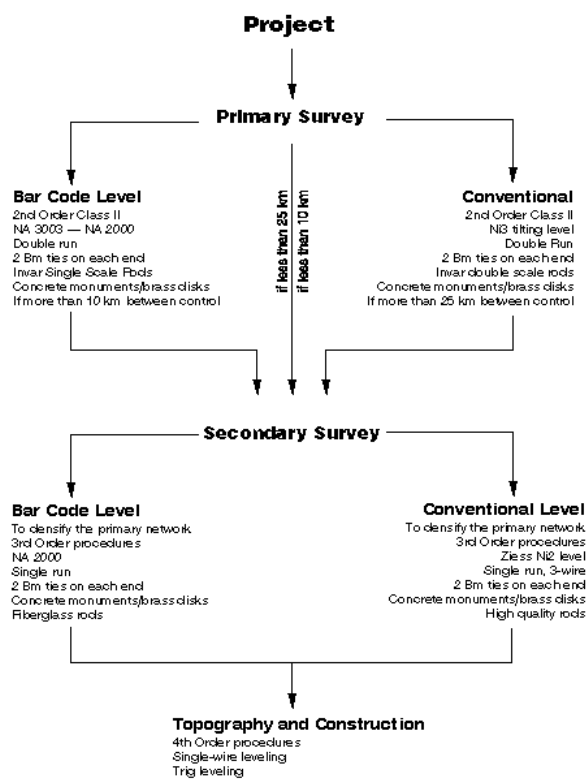 Project
Primary Survey
Bar Code Level
2nd Order Class II
NA 3003 — NA 2000
Double run
2 Bm ties on each end
Invar Single Scale Rods
Concrete monuments/brass disks
If more than 10 km between control
if less than 25 km
if less than 10 km
Conventional
2nd Order Class II
Ni3 tilting level
Double Run
2 Bm ties on each end
Invar double scale rods
Concrete monuments/brass disks
If more than 25 km between control
Secondary Survey
Bar Code Level
To densify the primary network
3rd Order procedures
NA 2000
Single run
2 Bm ties on each end
Concrete monuments/brass disks
Fiberglass rods
Conventional Level
To densify the primary network
3rd Order procedures
Ziess Ni2 level
Single run, 3-wire
2 Bm ties on each end
Concrete monuments/brass disks
High quality rods
Topography and Construction
4th Order procedures
Single-wire leveling
Trig leveling